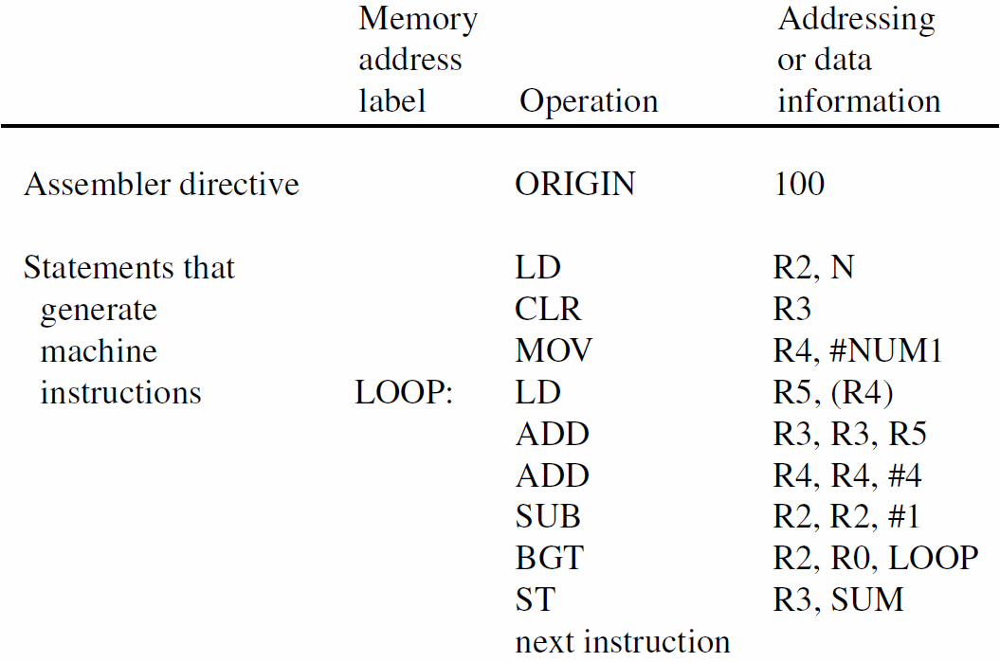 Memory address label Operation Addressing or data information
Assembler directive ORIGIN 100
Statements that LD R2, N
generate CLR R3
machine MOV R4, #NUM1
instructions LOOP: LD R5, (R4)
ADD R3, R3, R5
ADD R4, R4, #4
SUB R2, R2, #1
BGT R2, R0, LOOP
ST R3, SUM
next instruction